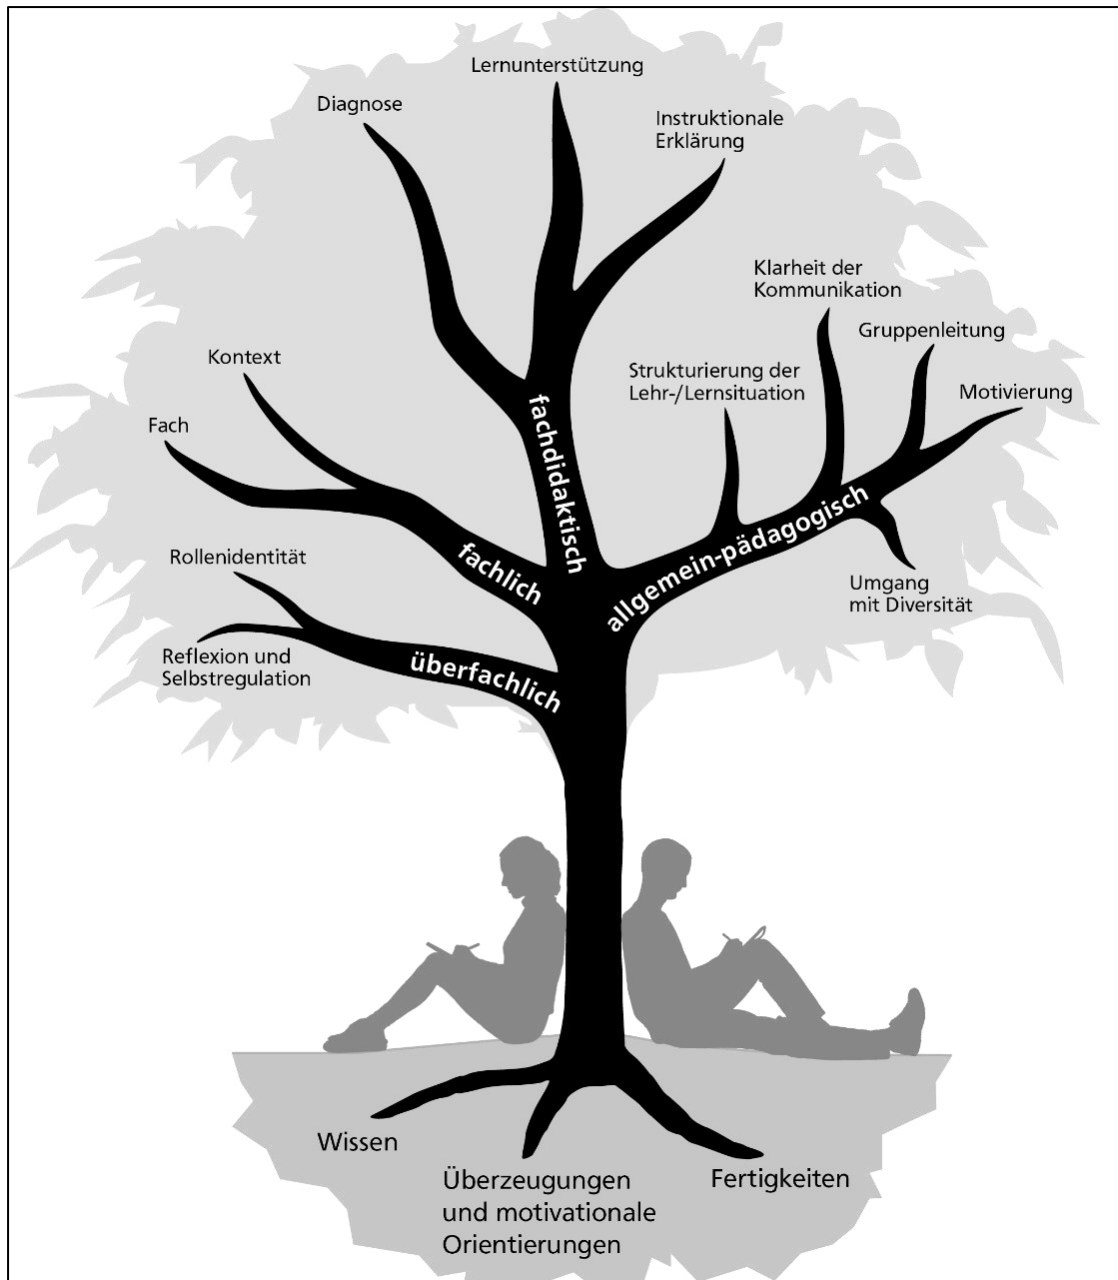 Lernunterstützung
Diagnose
Instruktionale
Erklärung
Klarheit der
Kommunikation
Gruppenleitung
Kontext
Strukturierung der
Lehr-/Lernsituation
Motivierung
Fach
fachdidaktisch
allgemein-pädagogisch
fachlich
Rollenidentität
Umgang
mit Diversität
Reflexion und
Selbstregulation
überfachlich
Wissen
Überzeugungen
und motivationale
Orientierungen
Fertigkeiten